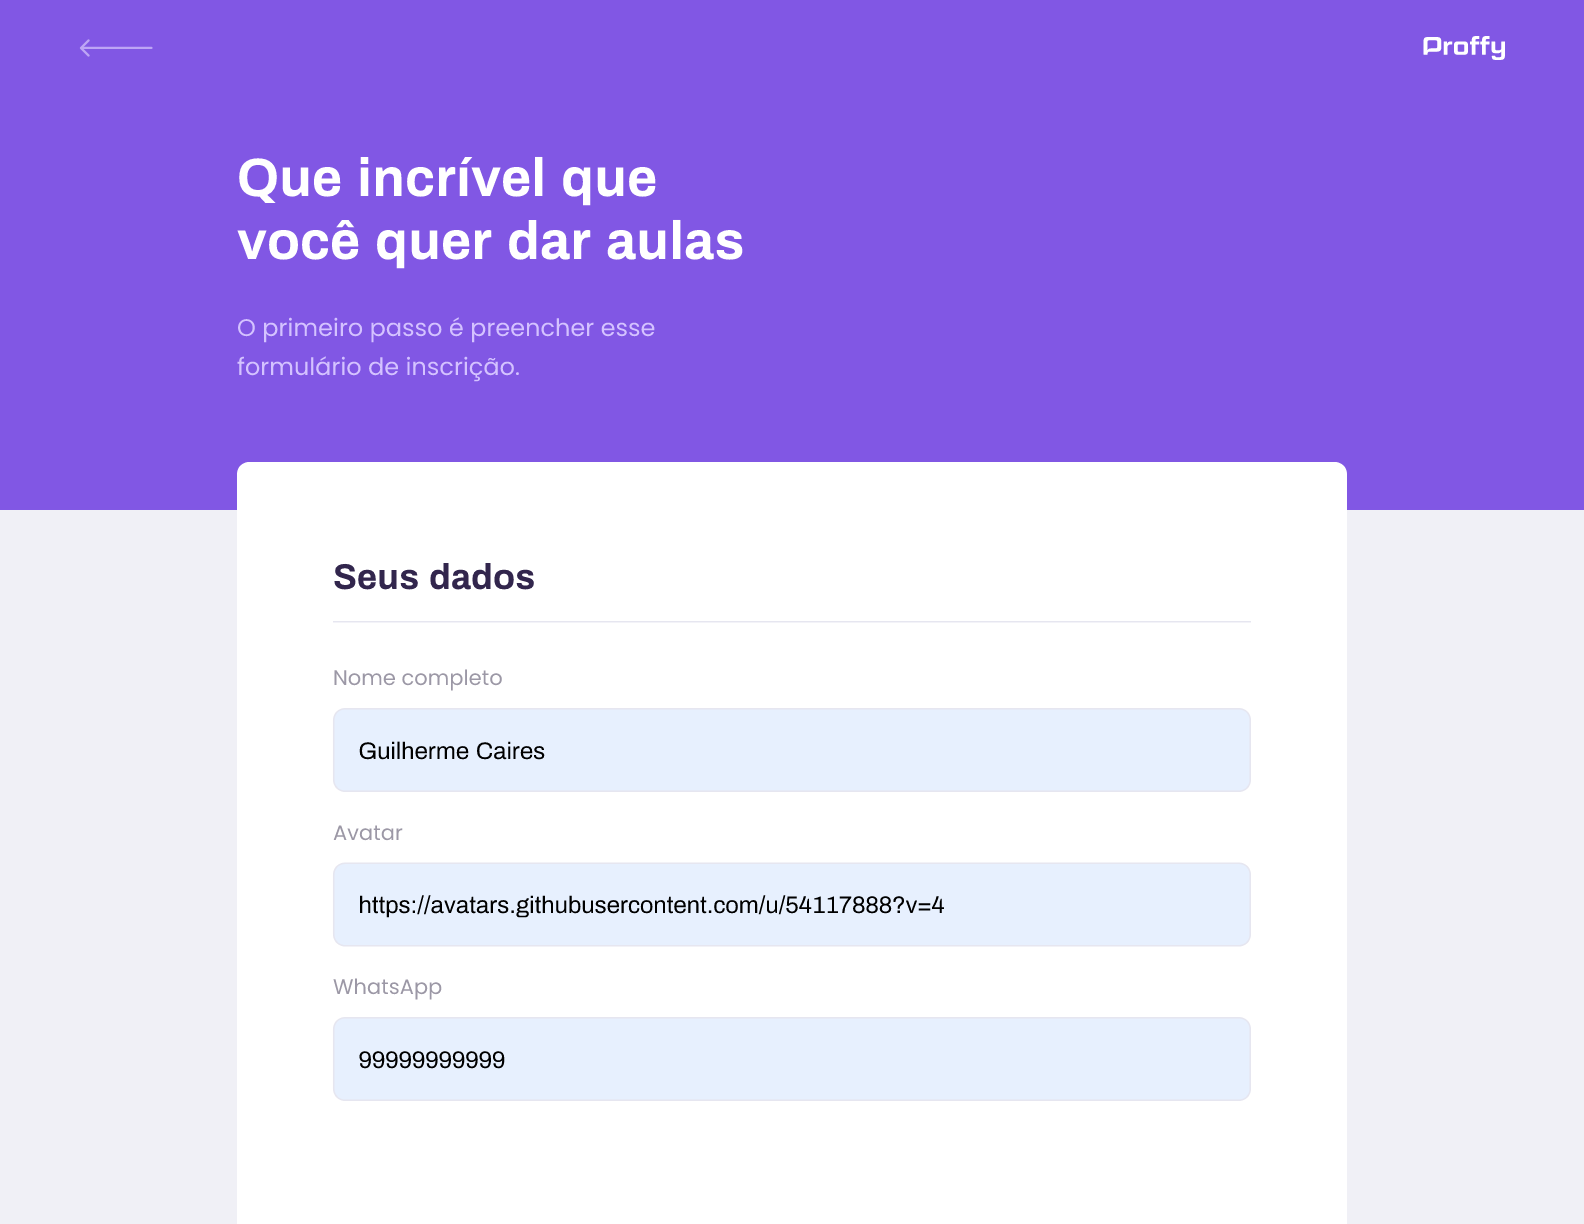 Proffy
Que incrível que
você quer dar aulas
O primeiro passo é preencher esse
formulário de inscrição.
Seus dados
Nome completo
Guilherme Caires
Avatar
https://avatars.githubusercontent.com/u/54117888?v=4
WhatsApp
99999999999